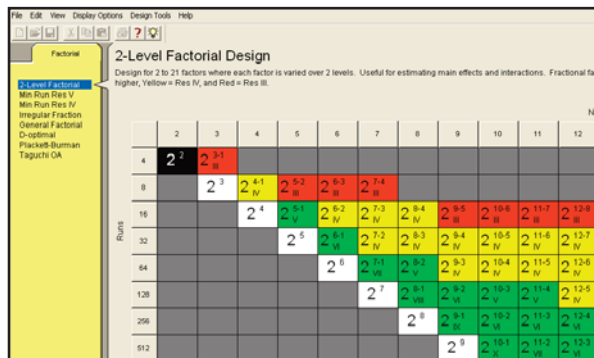 File Edit View Display Options Design Tools Help
Factorial
2-Level Factorial
Min Run Res V
Min Run Res IV
Irregular Fraction
General Factorial
D-optimal
Plackett-Burman
Taguchi OA
2-Level Factorial Design
Design for 2 to 21 factors where each factor is varied over 2 levels. Useful for estimating main effects and interactions. Fractional fa
higher, Yellow = Res IV, and Red = Res III.
N
2 3 4 5 6 7 8 9 10 11 12
Runs
4 2^2 2^3-1 III
8 2^3 2^4-1 IV 2^5-2 III 2^6-3 III 2^7-4 III
16 2^4 2^5-1 V 2^6-2 IV 2^7-3 IV 2^8-4 IV 2^9-5 III 2^10-6 III 2^11-7 III 2^12-8 III
32 2^5 2^6-1 VI 2^7-2 IV 2^8-3 IV 2^9-4 IV 2^10-5 IV 2^11-6 IV 2^12-7 IV
64 2^6 2^7-1 VII 2^8-2 V 2^9-3 IV 2^10-4 IV 2^11-5 IV 2^12-6 IV
128 2^7 2^8-1 VIII 2^9-2 VI 2^10-3 V 2^11-4 V 2^12-5 IV
256 2^8 2^9-1 IX 2^10-2 VI 2^11-3 VI 2^12-4 VI
512 2^9 2^10-1 X 2^11-2 VII 2^12-3 VI